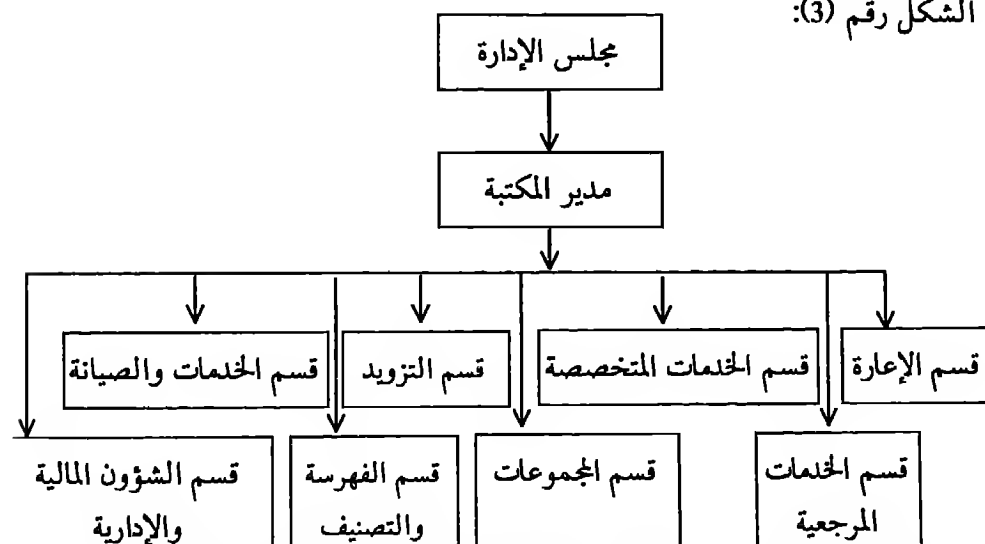 الشكل رقم (3):
مجلس الإدارة
مدير المكتبة
قسم الإعارة
قسم الخدمات المتخصصة
قسم التزويد
قسم الخدمات والصيانة
قسم الخدمات
المرجعية
قسم المجموعات
قسم الفهرسة
والتصنيف
قسم الشؤون المالية
والإدارية